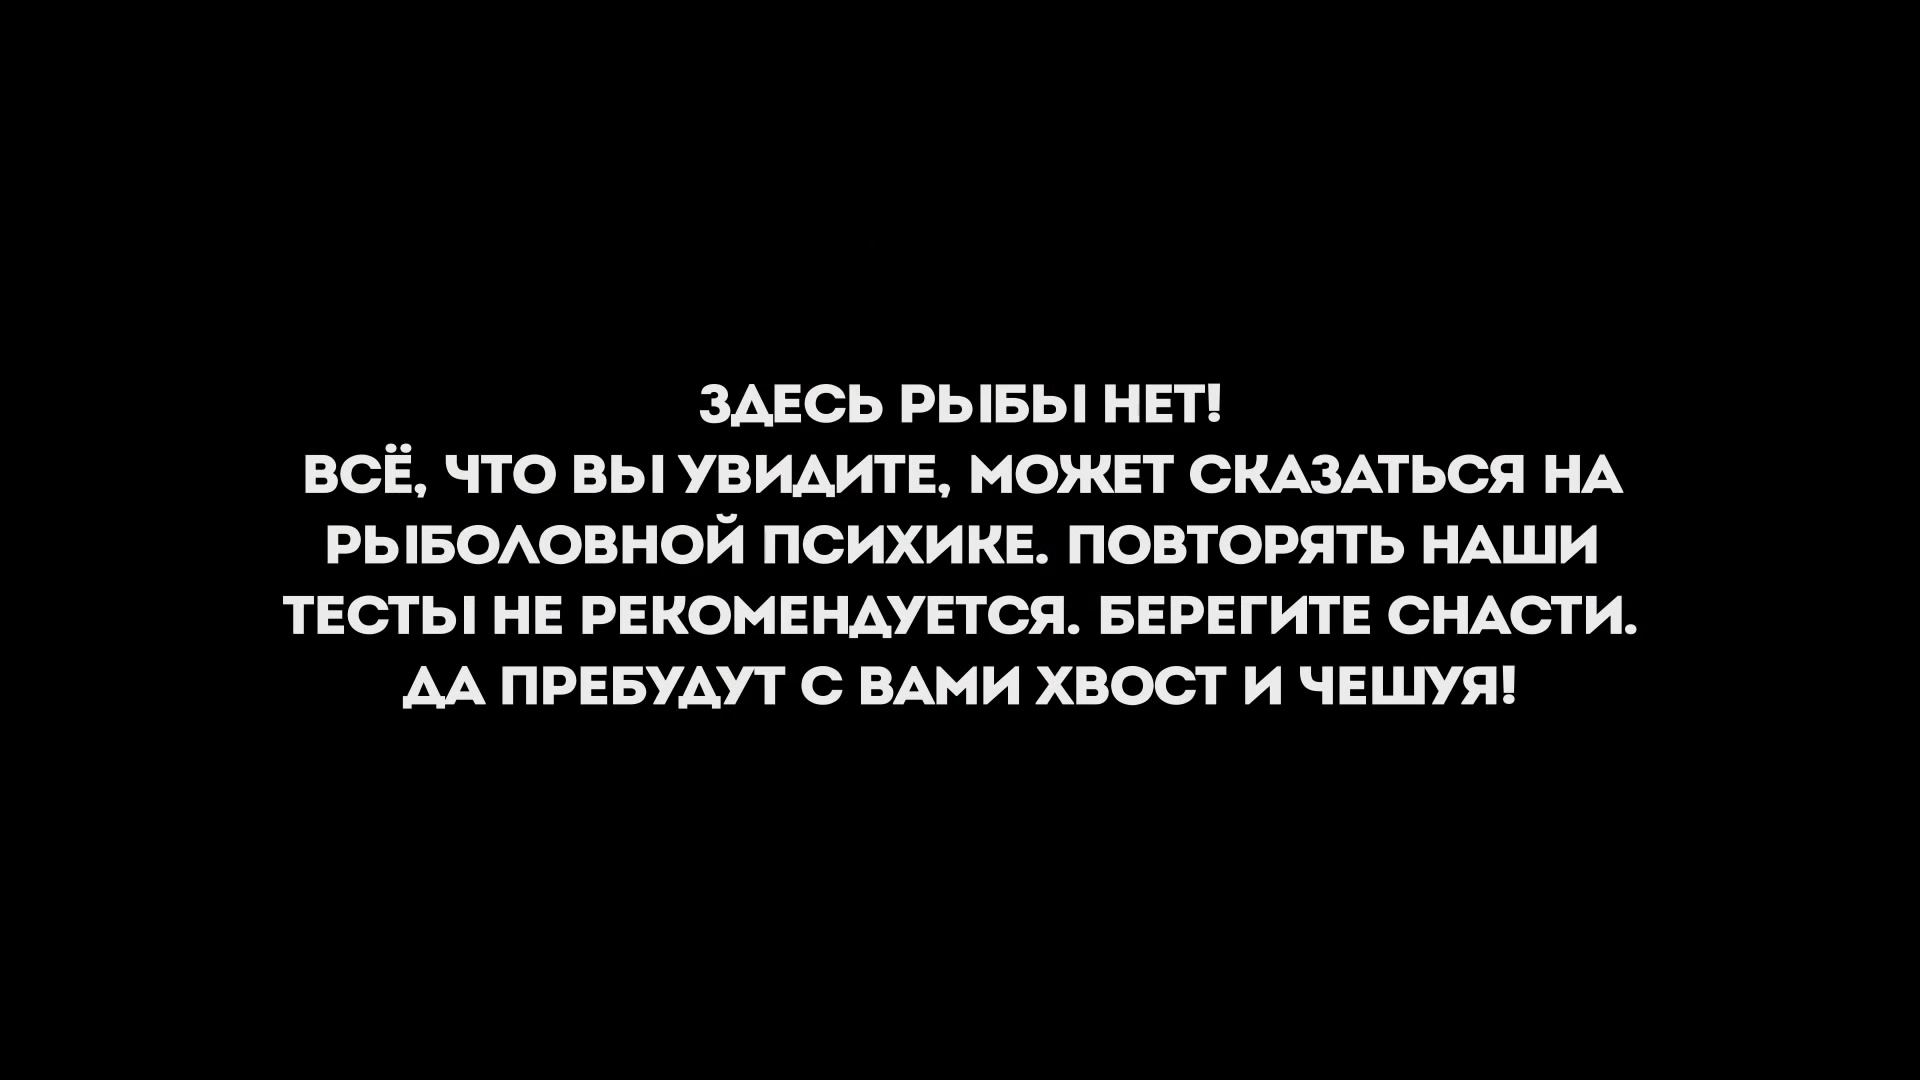 ЗДЕСЬ РЫБЫ НЕТ!
ВСЁ, ЧТО ВЫ УВИДИТЕ, МОЖЕТ СКАЗАТЬСЯ НА
РЫБОЛОВНОЙ ПСИХИКЕ. ПОВТОРЯТЬ НАШИ
ТЕСТЫ НЕ РЕКОМЕНДУЕТСЯ. БЕРЕГИТЕ СНАСТИ.
ДА ПРЕБУДУТ С ВАМИ ХВОСТ И ЧЕШУЯ!